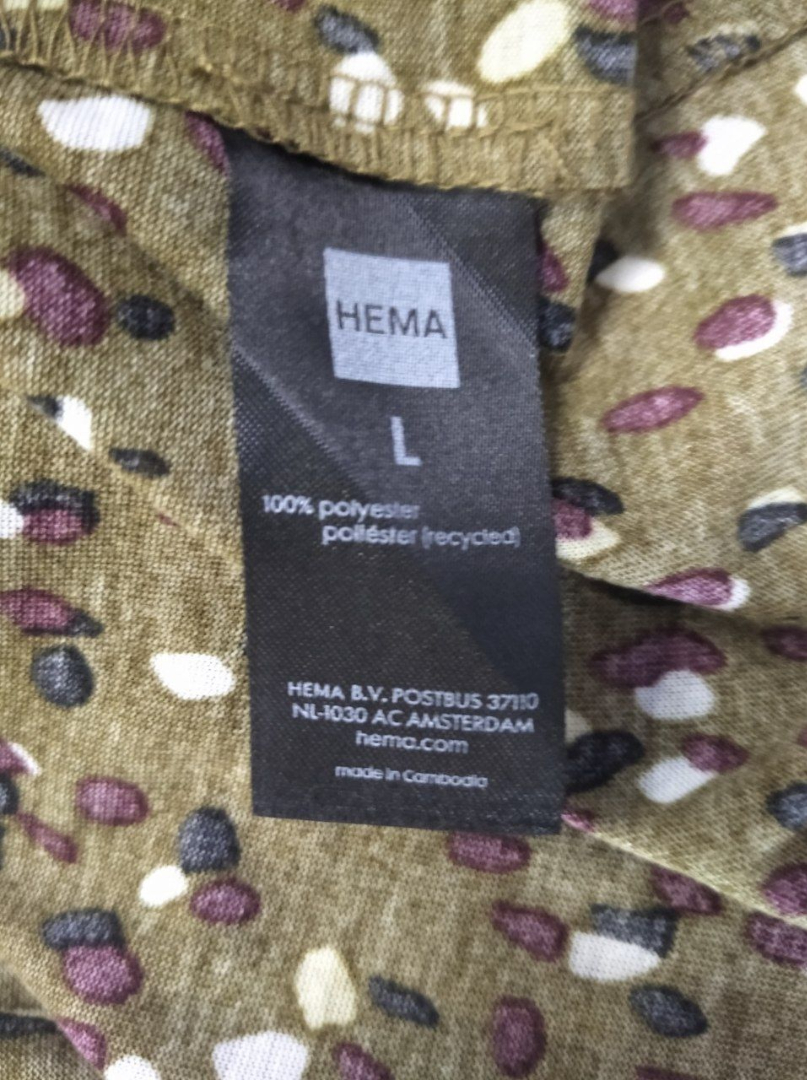 HEMA
L
100% polyester
poliéster (recycled)
HEMA B.V. POSTBUS 37110
NL-1030 AC AMSTERDAM
hema.com
made in Cambodia